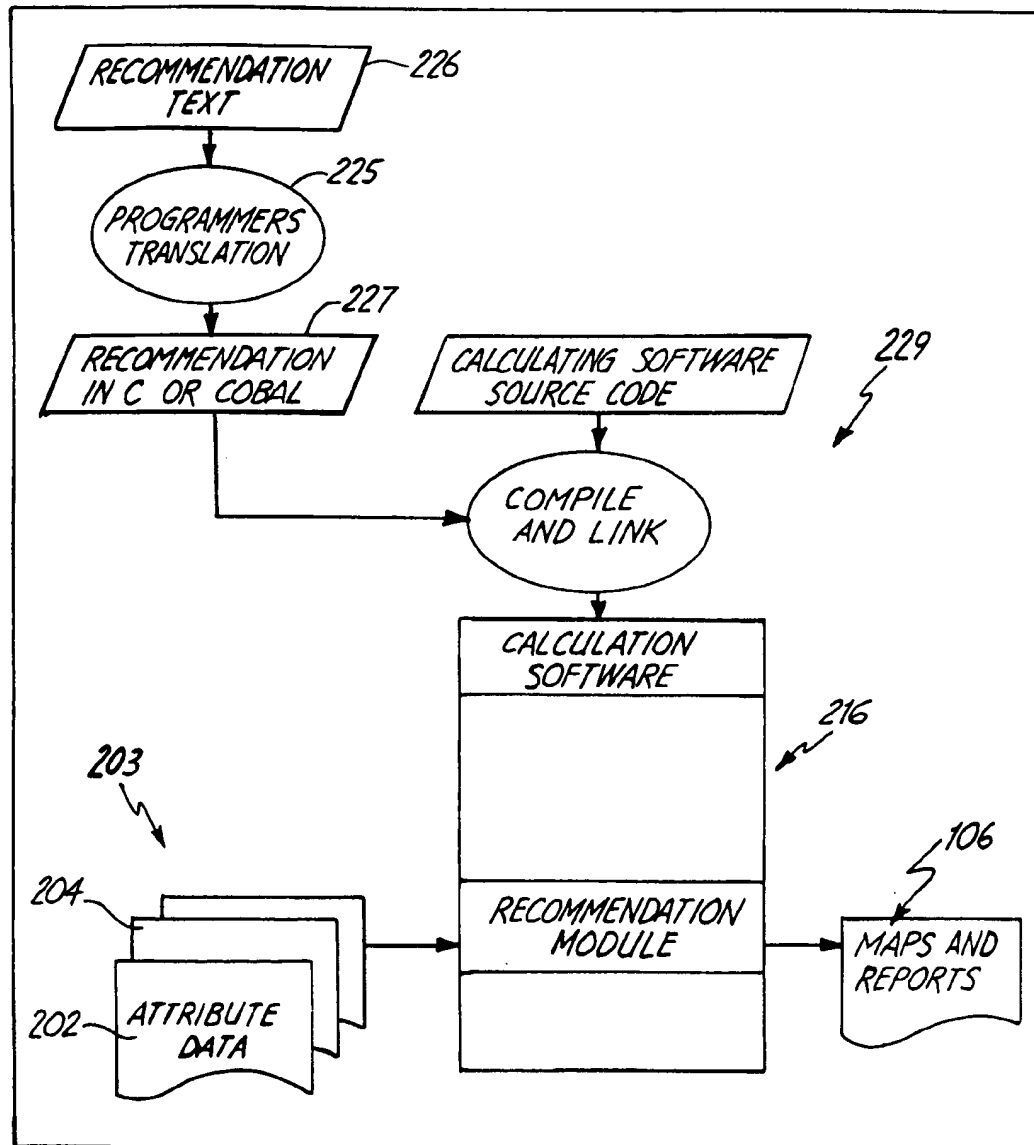 RECOMMENDATION
TEXT
226
225
PROGRAMMERS
TRANSLATION
227
RECOMMENDATION
IN C OR COBAL
CALCULATING SOFTWARE
SOURCE CODE
229
COMPILE
AND LINK
CALCULATION
SOFTWARE
216
203
106
204
RECOMMENDATION
MODULE
MAPS AND
REPORTS
202
ATTRIBUTE
DATA